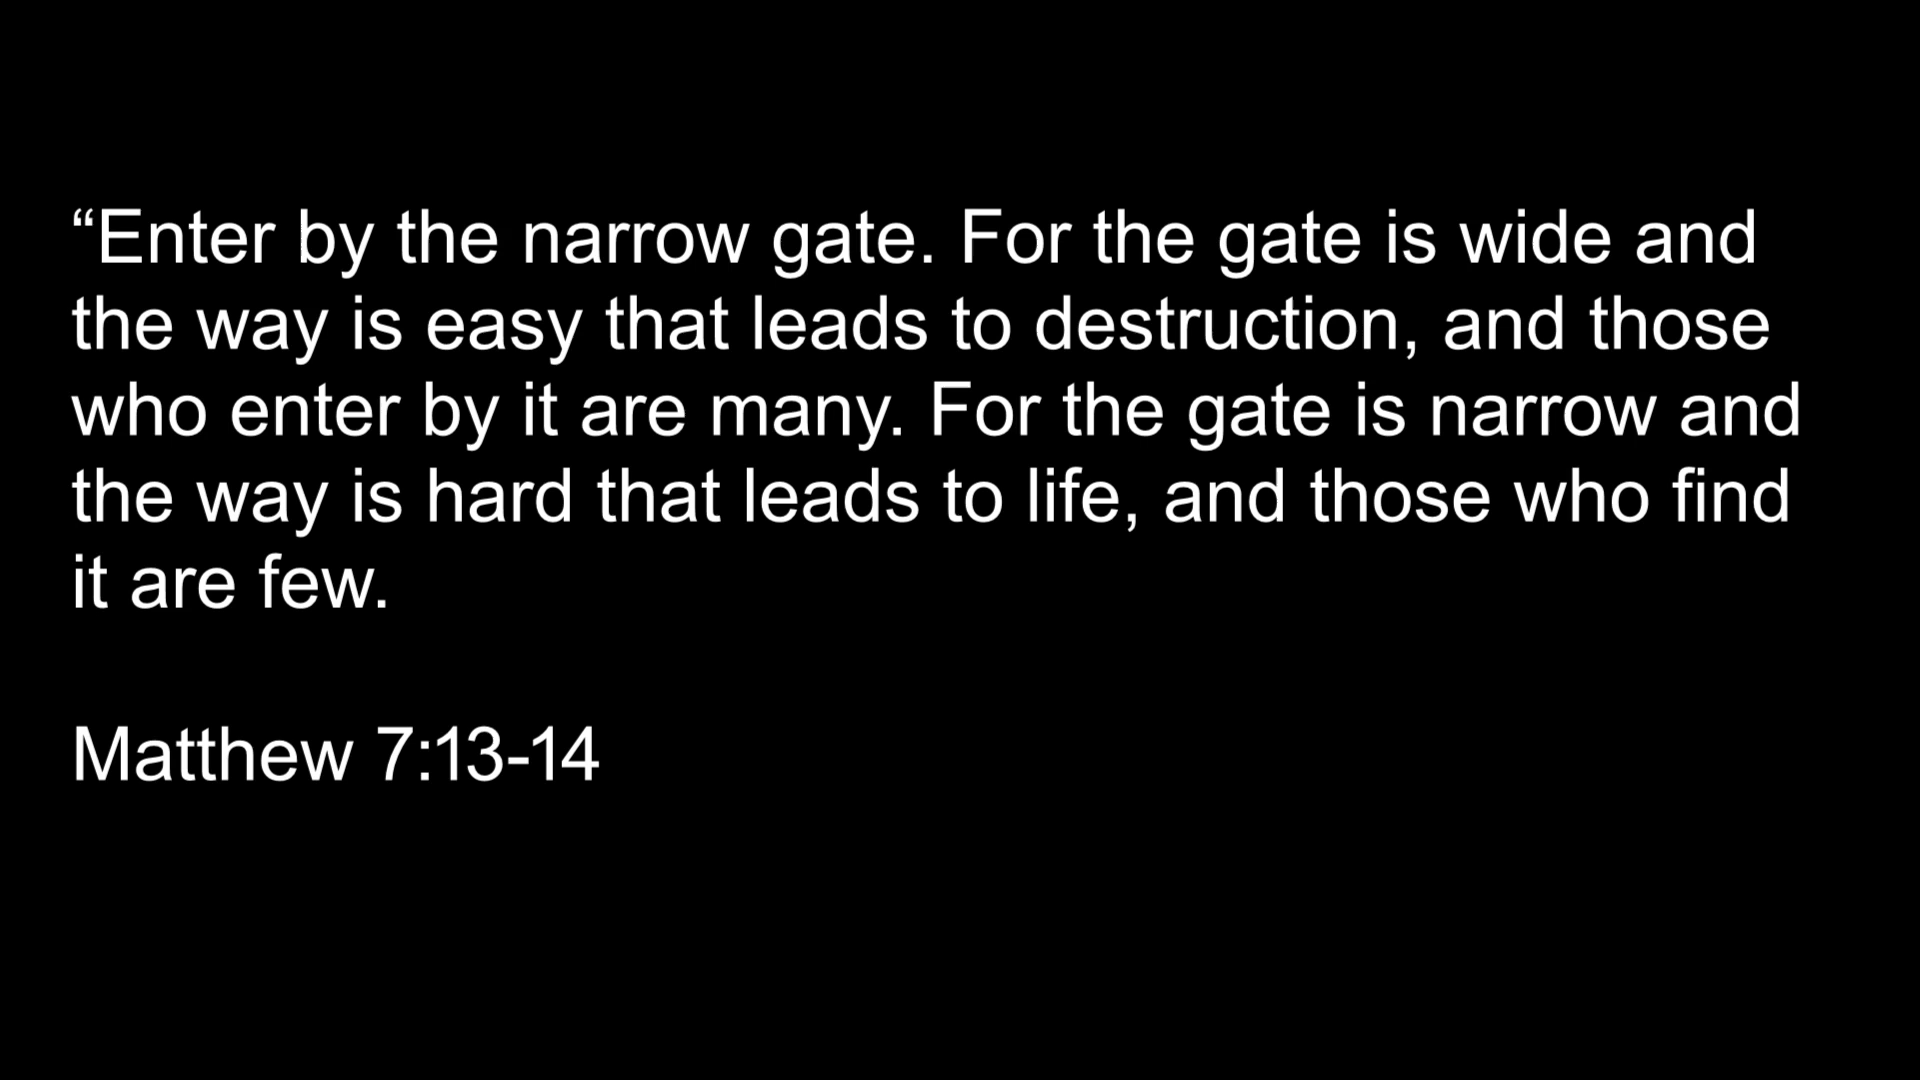 “Enter by the narrow gate. For the gate is wide and
the way is easy that leads to destruction, and those
who enter by it are many. For the gate is narrow and
the way is hard that leads to life, and those who find
it are few.
Matthew 7:13-14